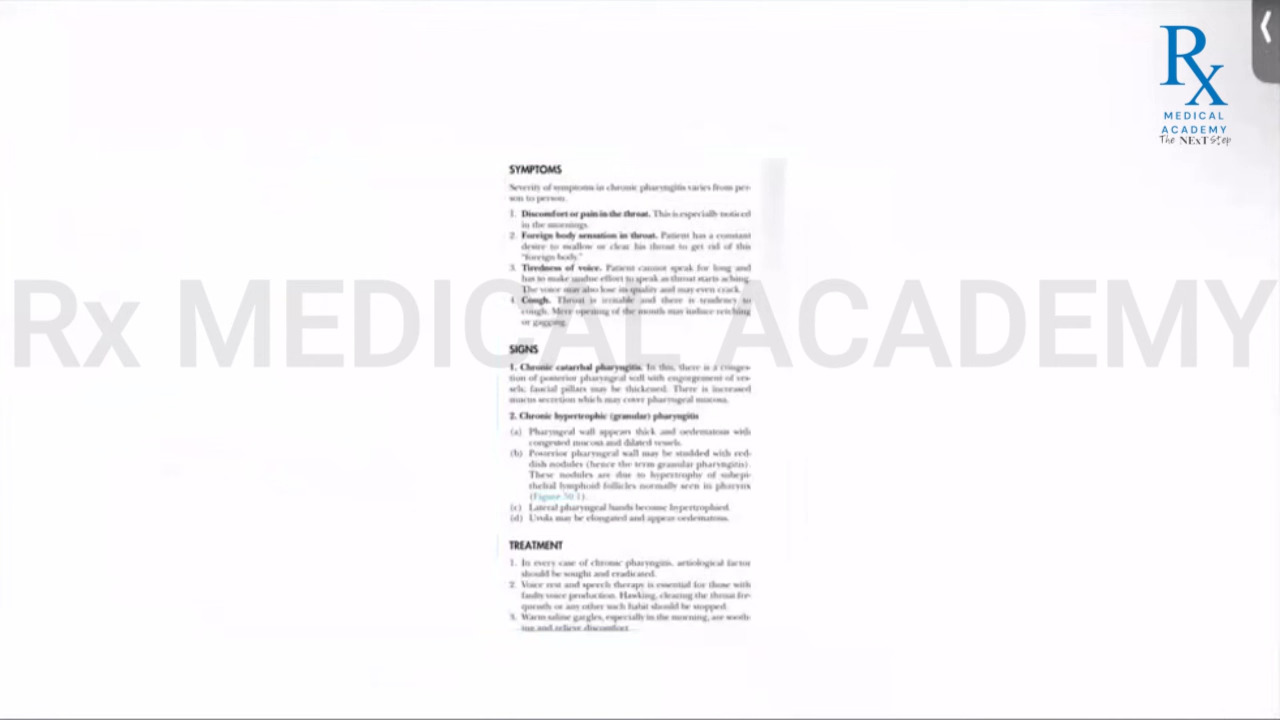 Rx
MEDICAL
ACADEMY
The NExT Step
SYMPTOMS
Severity of symptoms in chronic pharyngitis varies from per-
son to person.
1. Discomfort or pain in the throat. This is especially noticed
in the mornings.
2. Foreign body sensation in throat. Patient has a constant
desire to swallow or clear his throat to get rid of this
"foreign body."
3. Tiredness of voice. Patient cannot speak for long and
has to make undue effort to speak as throat starts aching.
The voice may also lose its quality and may even crack.
4. Cough. Throat is irritable and there is tendency to
cough. Mere opening of the mouth may induce retching
or gagging.
Rx MEDICAL ACADEMY
SIGNS
1. Chronic catarrhal pharyngitis. In this, there is a conges-
tion of posterior pharyngeal wall with engorgement of ves-
sels; faucial pillars may be thickened. There is increased
mucus secretion which may cover pharyngeal mucosa.
2. Chronic hypertrophic (granular) pharyngitis
(a) Pharyngeal wall appears thick and oedematous with
congested mucosa and dilated vessels.
(b) Posterior pharyngeal wall may be studded with red-
dish nodules (hence the term granular pharyngitis).
These nodules are due to hypertrophy of subepi-
thelial lymphoid follicles normally seen in pharynx
(Figure 50.1).
(c) Lateral pharyngeal bands become hypertrophied.
(d) Uvula may be elongated and appear oedematous.
TREATMENT
1. In every case of chronic pharyngitis, aetiological factor
should be sought and eradicated.
2. Voice rest and speech therapy is essential for those with
faulty voice production. Hawking, clearing the throat fre-
quently or any other such habit should be stopped.
3. Warm saline gargles, especially in the morning, are sooth-
ing and relieve discomfort.